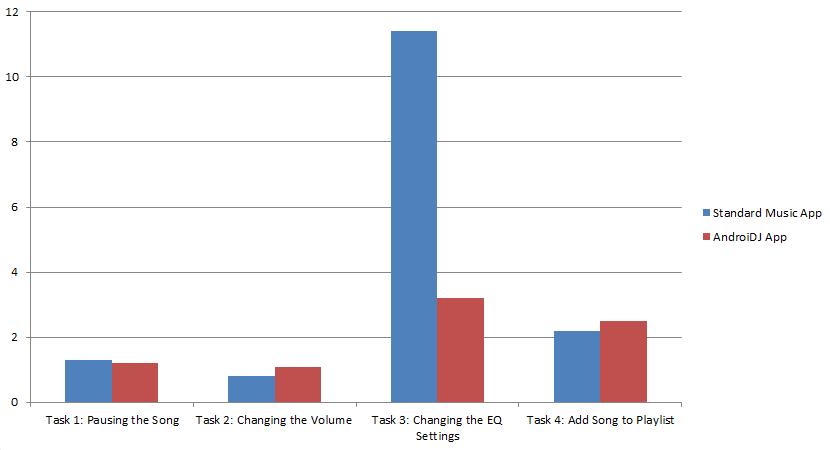 12
10
8
6
4
2
0
Task 1: Pausing the Song
Task 2: Changing the Volume
Task 3: Changing the EQ
Settings
Task 4: Add Song to Playlist
Standard Music App
AndroiDJ App